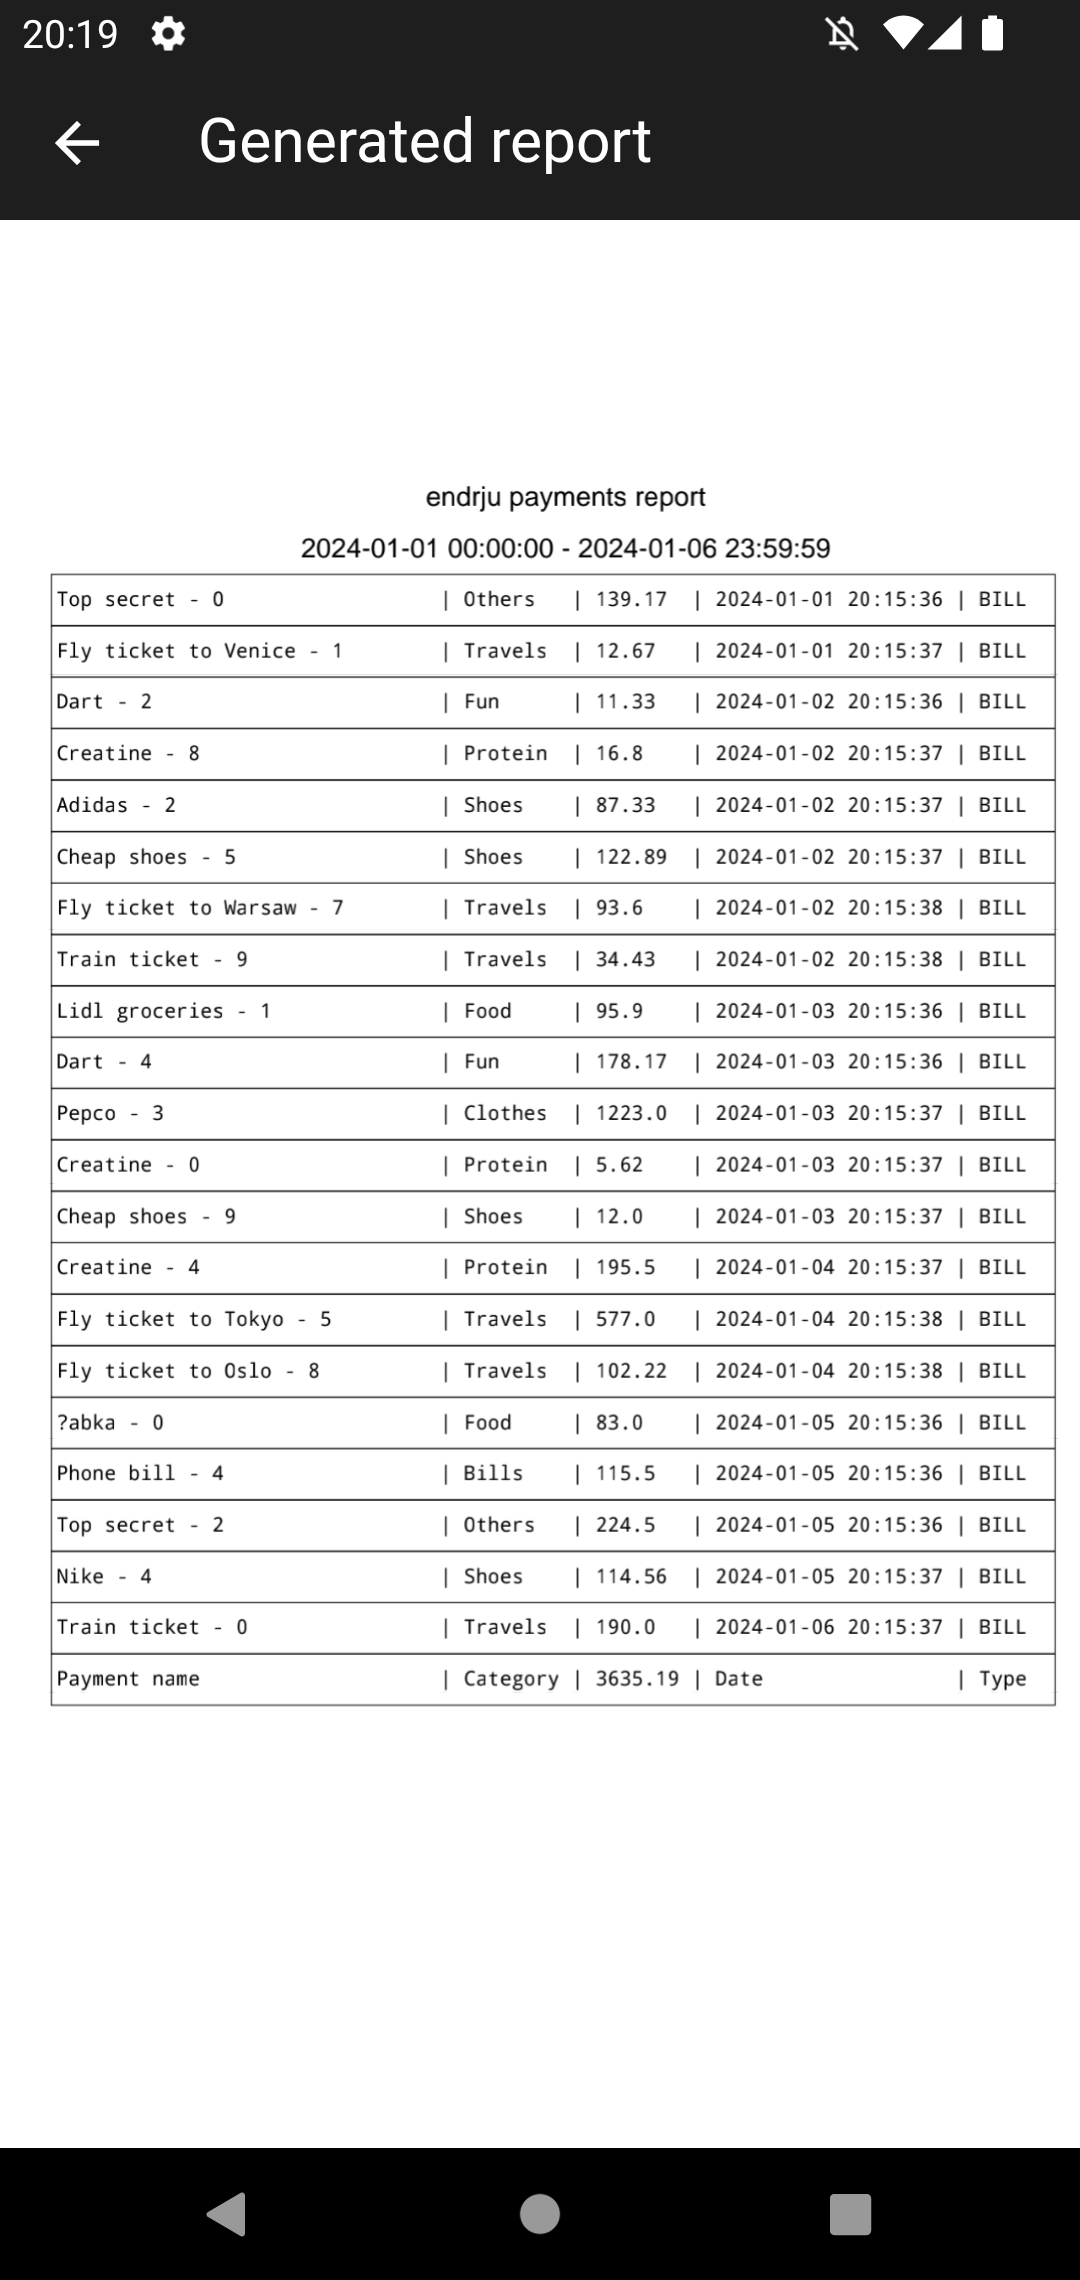 20:19
Generated report
endrju payments report
2024-01-01 00:00:00 - 2024-01-06 23:59:59
Top secret - 0 | Others | 139.17 | 2024-01-01 20:15:36 | BILL
Fly ticket to Venice - 1 | Travels | 12.67 | 2024-01-01 20:15:37 | BILL
Dart - 2 | Fun | 11.33 | 2024-01-02 20:15:36 | BILL
Creatine - 8 | Protein | 16.8 | 2024-01-02 20:15:37 | BILL
Adidas - 2 | Shoes | 87.33 | 2024-01-02 20:15:37 | BILL
Cheap shoes - 5 | Shoes | 122.89 | 2024-01-02 20:15:37 | BILL
Fly ticket to Warsaw - 7 | Travels | 93.6 | 2024-01-02 20:15:38 | BILL
Train ticket - 9 | Travels | 34.43 | 2024-01-02 20:15:38 | BILL
Lidl groceries - 1 | Food | 95.9 | 2024-01-03 20:15:36 | BILL
Dart - 4 | Fun | 178.17 | 2024-01-03 20:15:36 | BILL
Pepco - 3 | Clothes | 1223.0 | 2024-01-03 20:15:37 | BILL
Creatine - 0 | Protein | 5.62 | 2024-01-03 20:15:37 | BILL
Cheap shoes - 9 | Shoes | 12.0 | 2024-01-03 20:15:37 | BILL
Creatine - 4 | Protein | 195.5 | 2024-01-04 20:15:37 | BILL
Fly ticket to Tokyo - 5 | Travels | 577.0 | 2024-01-04 20:15:38 | BILL
Fly ticket to Oslo - 8 | Travels | 102.22 | 2024-01-04 20:15:38 | BILL
?abka - 0 | Food | 83.0 | 2024-01-05 20:15:36 | BILL
Phone bill - 4 | Bills | 115.5 | 2024-01-05 20:15:36 | BILL
Top secret - 2 | Others | 224.5 | 2024-01-05 20:15:36 | BILL
Nike - 4 | Shoes | 114.56 | 2024-01-05 20:15:37 | BILL
Train ticket - 0 | Travels | 190.0 | 2024-01-06 20:15:37 | BILL
Payment name | Category | 3635.19 | Date | Type